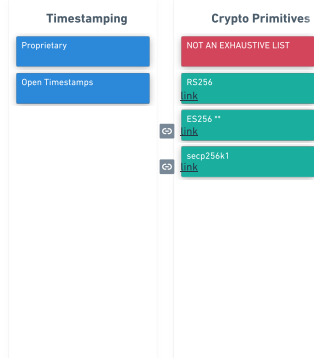 Timestamping
Proprietary
Open Timestamps
Crypto Primitives
NOT AN EXHAUSTIVE LIST
RS256
link
ES256 **
link
secp256k1
link